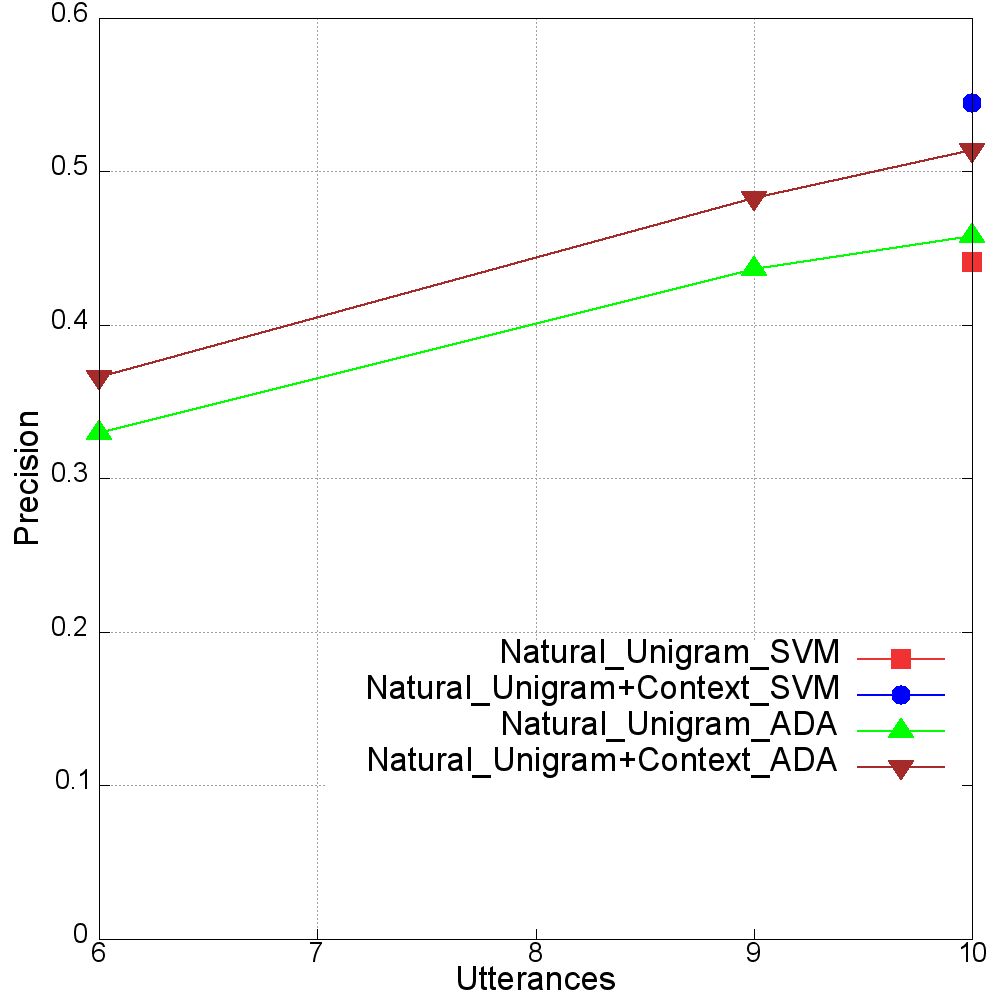 0.6
0.5
0.4
0.3
0.2
0.1
0
Precision
Natural_Unigram_SVM
Natural_Unigram+Context_SVM
Natural_Unigram_ADA
Natural_Unigram+Context_ADA
6 7 8 9 10
Utterances